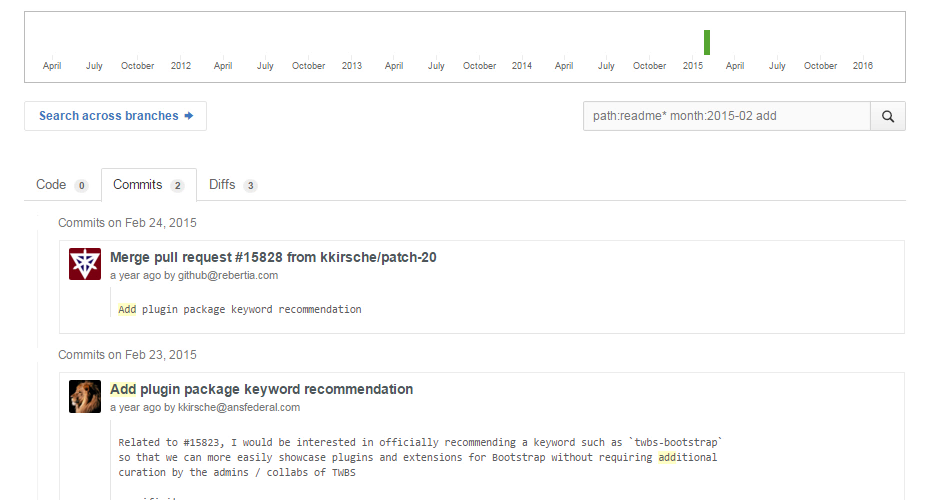 April July October 2012 April July October 2013 April July October 2014 April July October 2015 April July October 2016
Search across branches
path:readme* month:2015-02 add
Code 0 Commits 2 Diffs 3
Commits on Feb 24, 2015
Merge pull request #15828 from kkirsche/patch-20
a year ago by github@rebertia.com
Add plugin package keyword recommendation
Commits on Feb 23, 2015
Add plugin package keyword recommendation
a year ago by kkirsche@ansfederal.com
Related to #15823, I would be interested in officially recommending a keyword such as `twbs-bootstrap`
so that we can more easily showcase plugins and extensions for Bootstrap without requiring additional
curation by the admins / collabs of TWBS